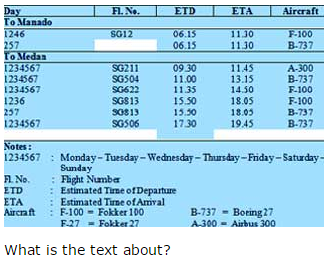 Day Fl. No. ETD ETA Aircraft
To Manado
1246 SG12 06.15 11.30 F-100
257 06.15 11.30 B-737
To Medan
1234567 SG211 09.30 11.45 A-300
1234567 SG504 11.00 13.15 B-737
1234567 SG622 11.35 14.50 F-100
1236 SG813 15.50 18.05 F-100
257 SG813 15.50 18.05 B-737
1234567 SG506 17.30 19.45 B-737
Notes :
1234567 : Monday – Tuesday – Wednesday – Thursday – Friday – Saturday – Sunday
Fl. No. : Flight Number
ETD : Estimated Time of Departure
ETA : Estimated Time of Arrival
Aircraft : F-100 = Fokker 100 B-737 = Boeing 27
F-27 = Fokker 27 A-300 = Airbus 300
What is the text about?